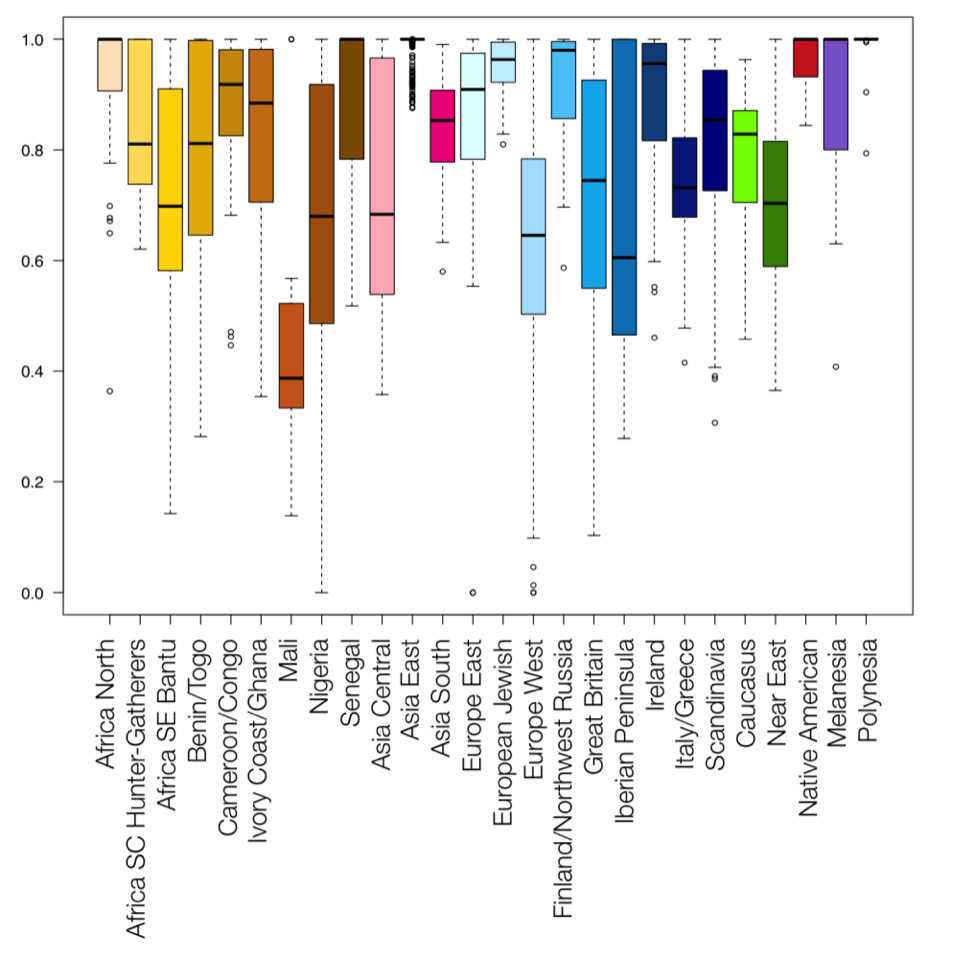 1.0
0.8
0.6
0.4
0.2
0.0
Africa North
Africa SC Hunter-Gatherers
Africa SE Bantu
Benin/Togo
Cameroon/Congo
Ivory Coast/Ghana
Mali
Nigeria
Senegal
Asia Central
Asia East
Asia South
Europe East
European Jewish
Europe West
Finland/Northwest Russia
Great Britain
Iberian Peninsula
Ireland
Italy/Greece
Scandinavia
Caucasus
Near East
Native American
Melanesia
Polynesia